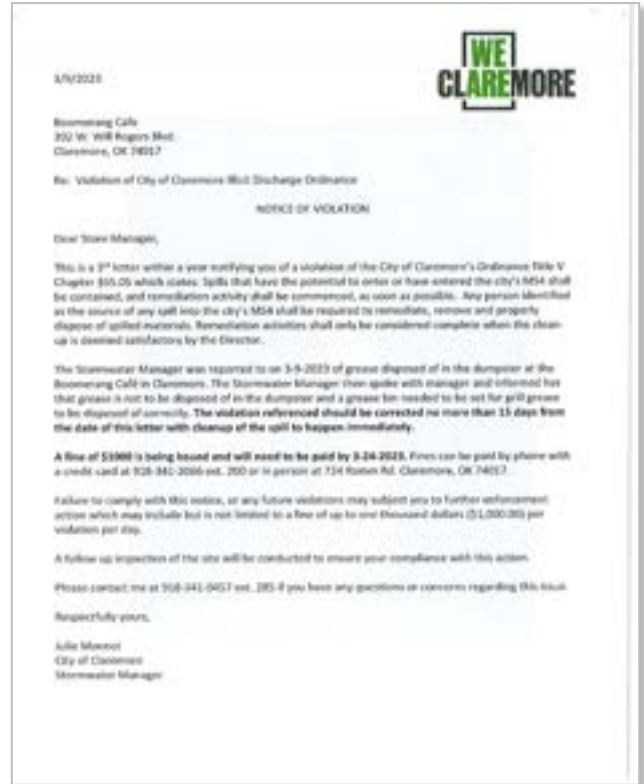 WE
CLAREMORE
3/9/2023
Boomerang Cafe
W. Will Rogers Blvd.
Claremore, OK 74017
Re: Violation of City of Claremore Illicit Discharge Ordinance
NOTICE OF VIOLATION
Dear Store Manager,
This is a 3rd letter within a year notifying you of a violation of the City of Claremore's Ordinance Title V
Chapter which states: Spills that have the potential to enter or have entered the city's MS4 shall
be contained, and remediation activity shall be commenced, as soon as possible. Any person identified
as the source of any spill into the city's MS4 shall be required to remediate, remove and properly
dispose of spilled materials. Remediation activities shall only be considered complete when the clean-
up is deemed satisfactory by the Director.
The Stormwater Manager was reported to on 3-9-2023 of grease disposed of in the dumpster at the
Boomerang Café in Claremore. The Stormwater Manager then spoke with manager and informed her
that grease is not to be disposed of in the dumpster and a grease bin needed to be set for grill grease
to be disposed of correctly. The violation referenced should be corrected no more than 15 days from
the date of this letter with cleanup of the spill to happen immediately.
A fine of $1000 is being issued and will need to be paid by 3-24-2023. Fines can be paid by phone with
a credit card at ext. 200 or in person at Rd. Claremore, OK 74017
Failure to comply with this notice, or any future violations may subject you to further enforcement
action which may include but is not limited to a fine of up to one thousand dollars ($1,000.00) per
violation per day.
A follow up inspection of the site will be conducted to ensure your compliance with this action.
Please contact me at ext. 285 if you have any questions or concerns regarding this issue.
Respectfully yours,
Julie
City of Claremore
Stormwater Manager